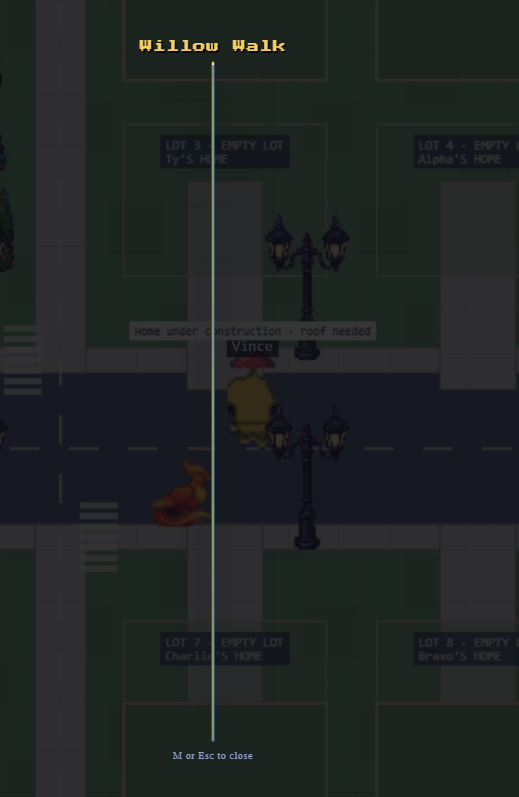 Willow Walk
LOT 3 - EMPTY LOT
Ty'S HOME
LOT 4 - EMPTY
Alpha'S HOME
Home under construction - roof needed
Vince
LOT 7 - EMPTY LOT
Charlie'S HOME
LOT 8 - EMPTY
Bravo'S HOME
M or Esc to close